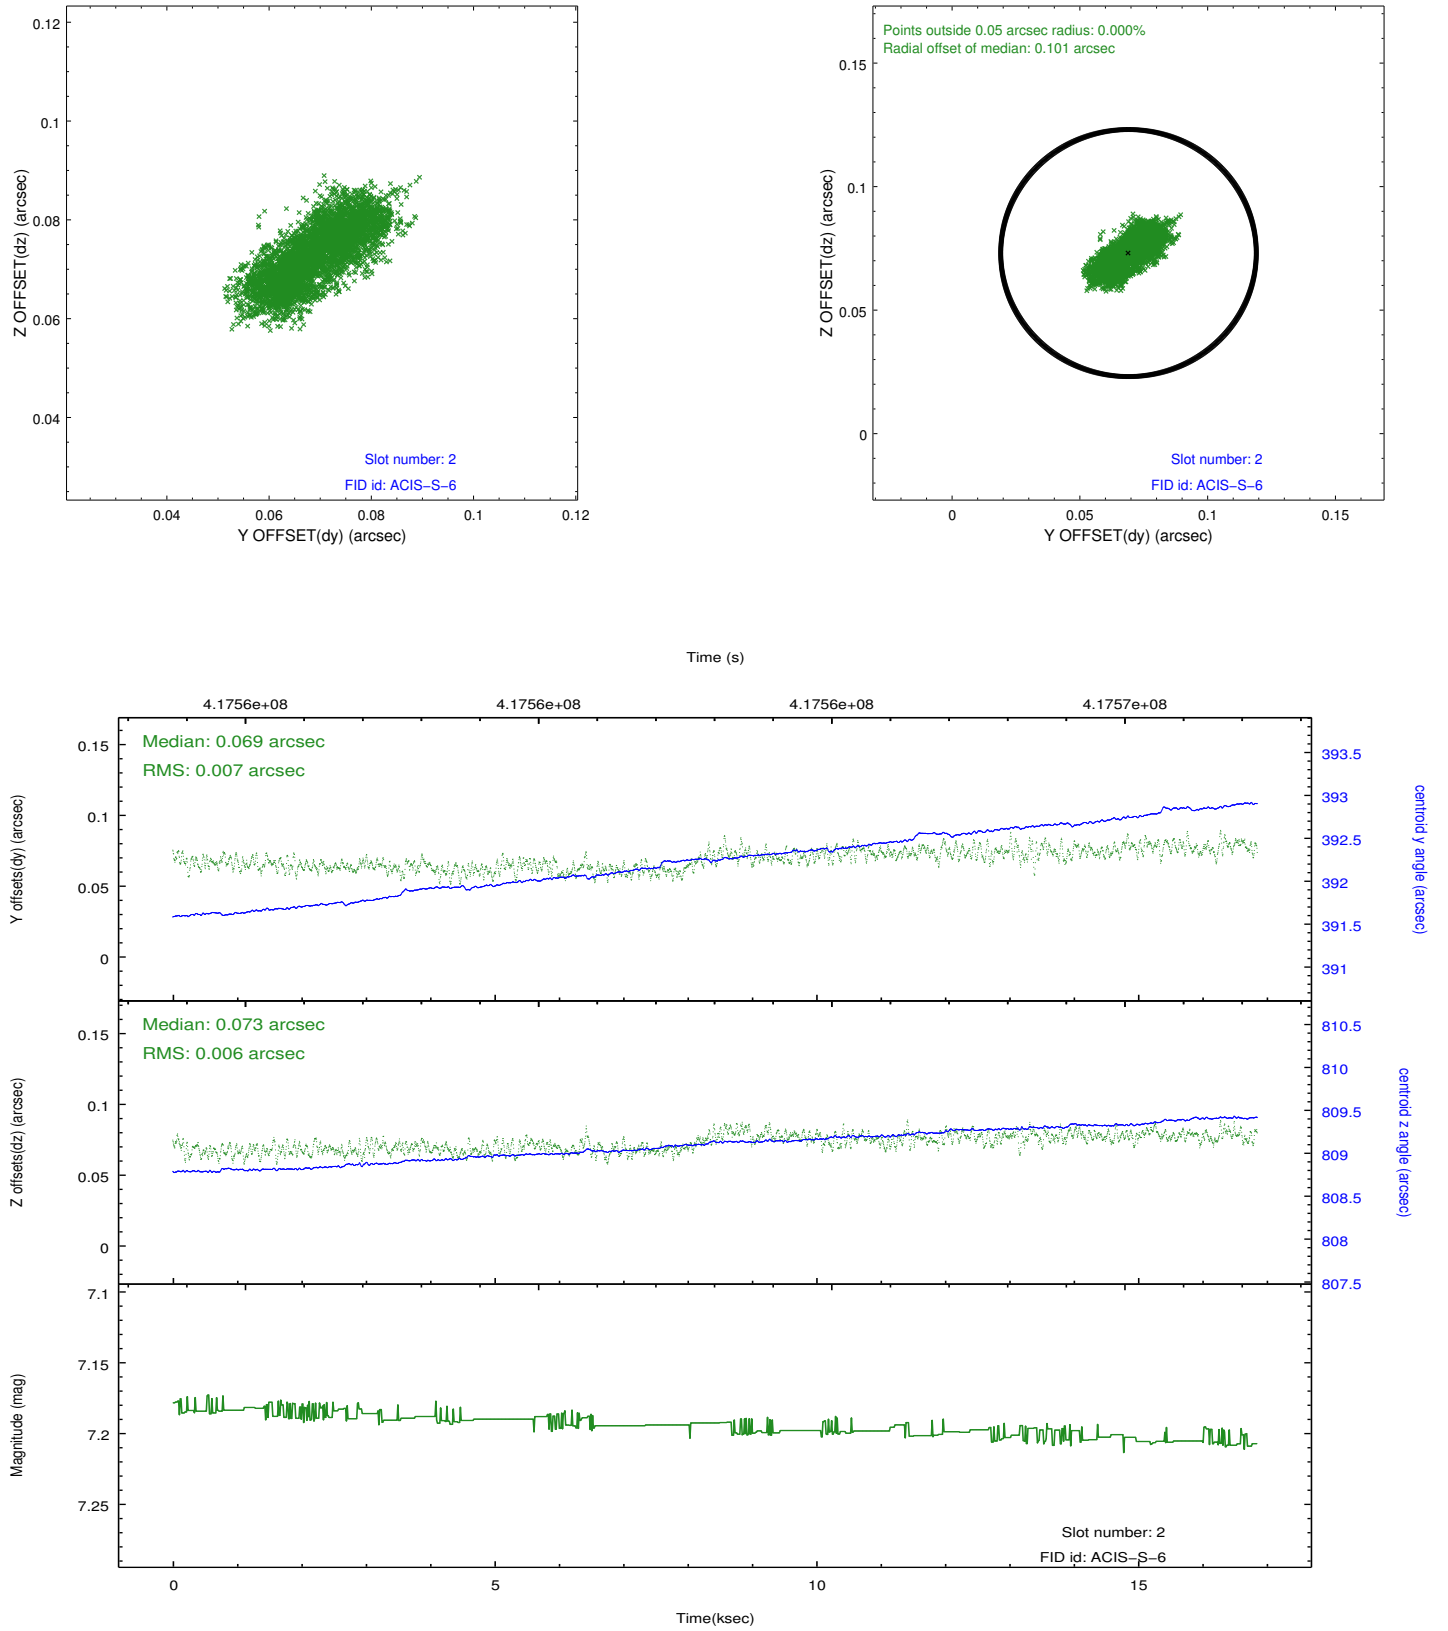 0.12
0.1
0.08
0.06
0.04
Z OFFSET(dz) (arcsec)
Slot number: 2
FID id: ACIS−S−6
0.04 0.06 0.08 0.1 0.12
Y OFFSET(dy) (arcsec)
Points outside 0.05 arcsec radius: 0.000%
Radial offset of median: 0.101 arcsec
0.15
0.1
0.05
0
Z OFFSET(dz) (arcsec)
Slot number: 2
FID id: ACIS−S−6
0 0.05 0.1 0.15
Y OFFSET(dy) (arcsec)
Time (s)
4.1756e+08 4.1756e+08 4.1756e+08 4.1757e+08
Median: 0.069 arcsec
RMS: 0.007 arcsec
0.15
0.1
0.05
0
Y offsets(dy) (arcsec)
393.5
393
392.5
392
391.5
391
centroid y angle (arcsec)
Median: 0.073 arcsec
RMS: 0.006 arcsec
0.15
0.1
0.05
0
Z offsets(dz) (arcsec)
810.5
810
809.5
809
808.5
808
807.5
centroid z angle (arcsec)
7.1
7.15
7.2
7.25
Magnitude (mag)
Slot number: 2
FID id: ACIS−S−6
0 5 10 15
Time(ksec)